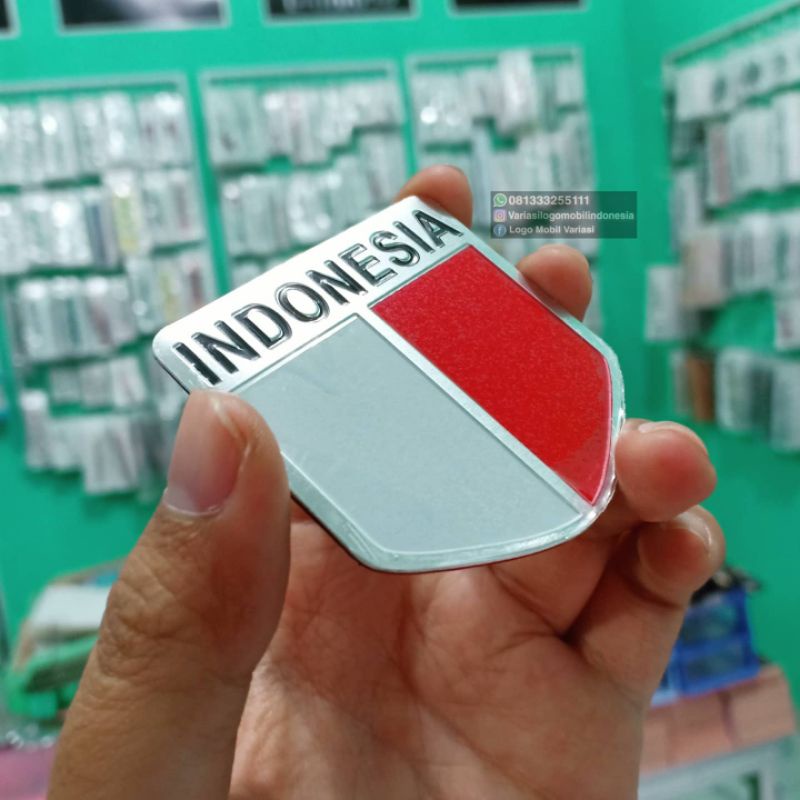 INDONESIA
081333255111
Variasilogomobilindonesia
Logo Mobil Variasi